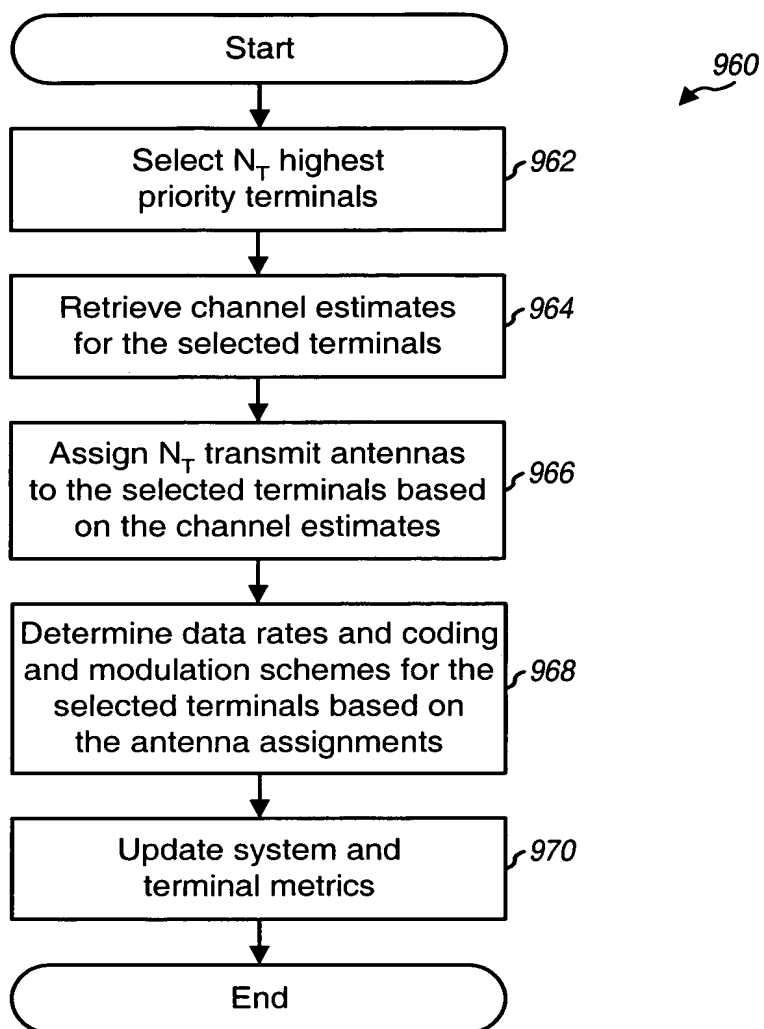 Start
960
Select N_T highest
priority terminals
962
Retrieve channel estimates
for the selected terminals
964
Assign N_T transmit antennas
to the selected terminals based
on the channel estimates
966
Determine data rates and coding
and modulation schemes for the
selected terminals based on
the antenna assignments
968
Update system and
terminal metrics
970
End